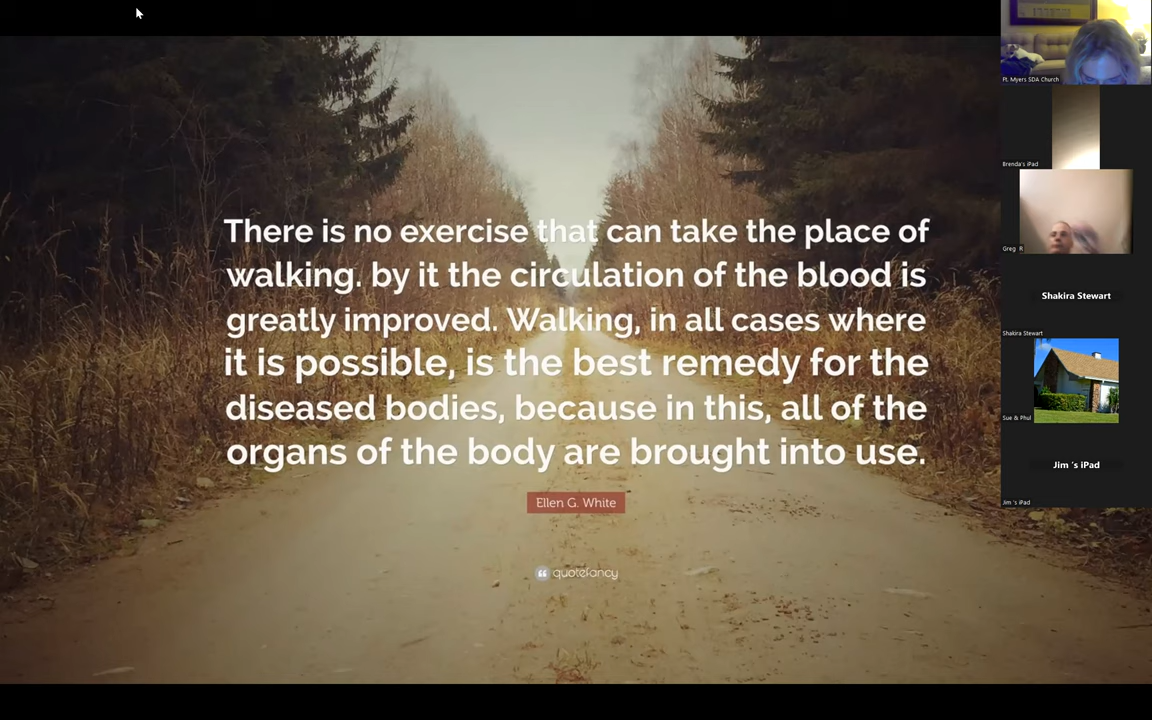 There is no exercise that can take the place of
walking. by it the circulation of the blood is
greatly improved. Walking, in all cases where
it is possible, is the best remedy for the
diseased bodies, because in this, all of the
organs of the body are brought into use.
Ellen G. White
quotefancy
Ft. Myers SDA Church
Brenda's iPad
Greg R
Shakira Stewart
Shakira Stewart
Sue & Phul
Jim 's iPad
Jim 's iPad